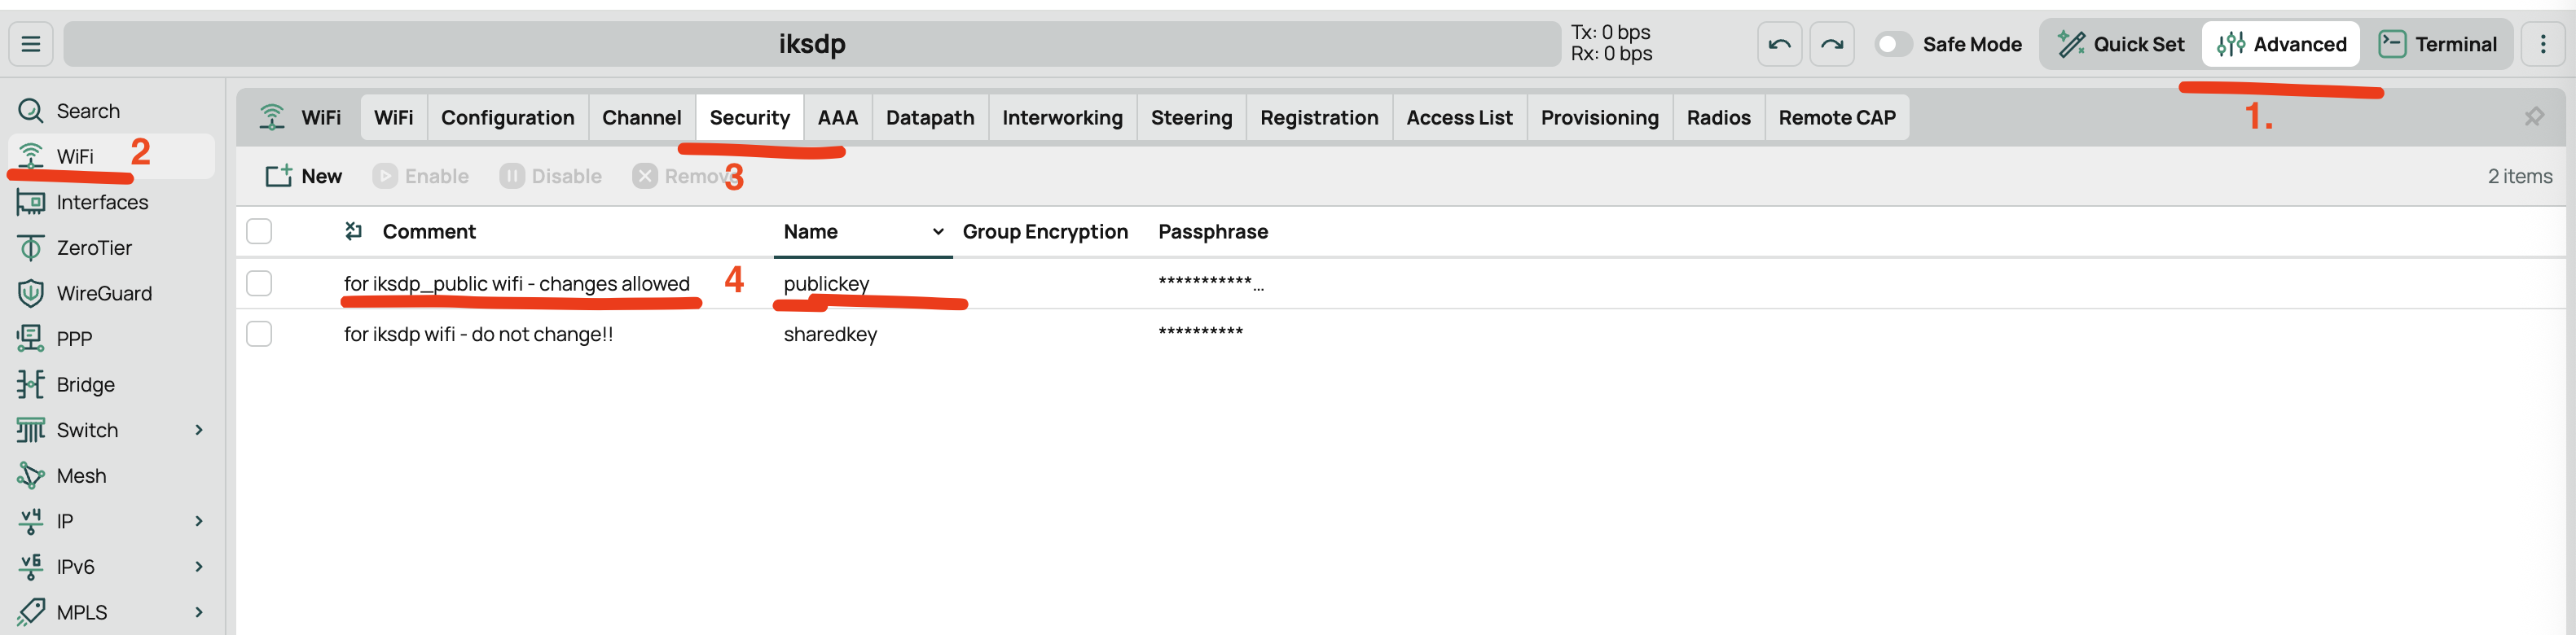 iksdp
Tx: 0 bps
Rx: 0 bps
Safe Mode
Quick Set
Advanced
Terminal
1.
Search
WiFi 2
Interfaces
ZeroTier
WireGuard
PPP
Bridge
Switch
Mesh
v4 IP
v6 IPv6
MPLS
WiFi WiFi Configuration Channel Security AAA Datapath Interworking Steering Registration Access List Provisioning Radios Remote CAP
New Enable Disable Remove 3 2 items
Comment Name Group Encryption Passphrase
for iksdp_public wifi - changes allowed 4 publickey ***********...
for iksdp wifi - do not change!! sharedkey **********